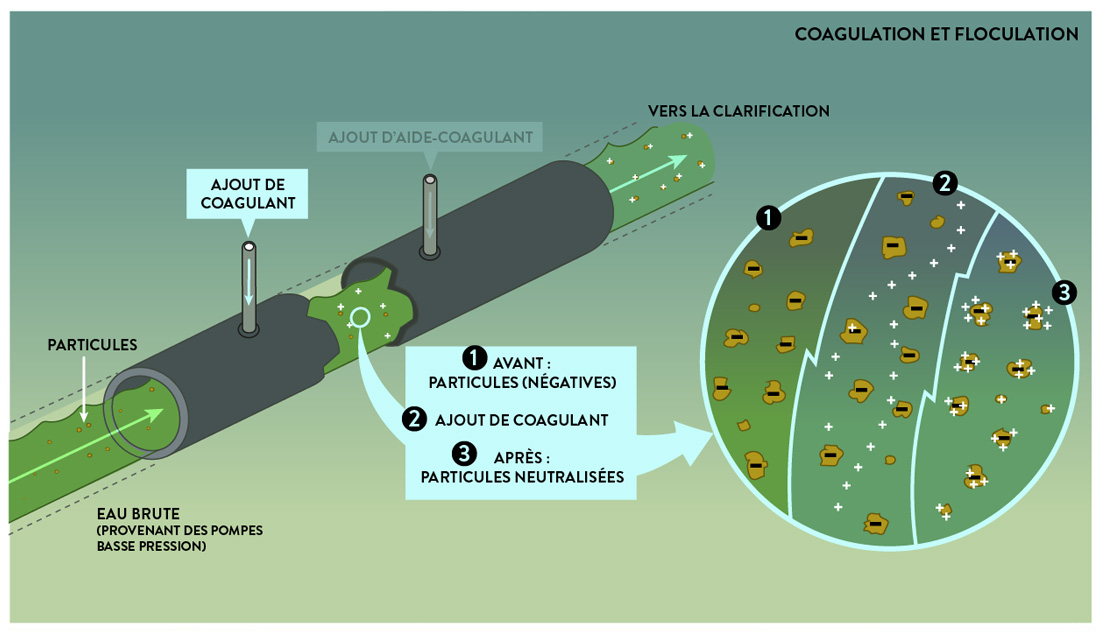 COAGULATION ET FLOCULATION
VERS LA CLARIFICATION
AJOUT D'AIDE-COAGULANT
AJOUT DE
COAGULANT
PARTICULES
EAU BRUTE
(PROVENANT DES POMPES
BASSE PRESSION)
1 AVANT :
PARTICULES (NÉGATIVES)
2 AJOUT DE COAGULANT
3 APRÈS :
PARTICULES NEUTRALISÉES
1
2
3